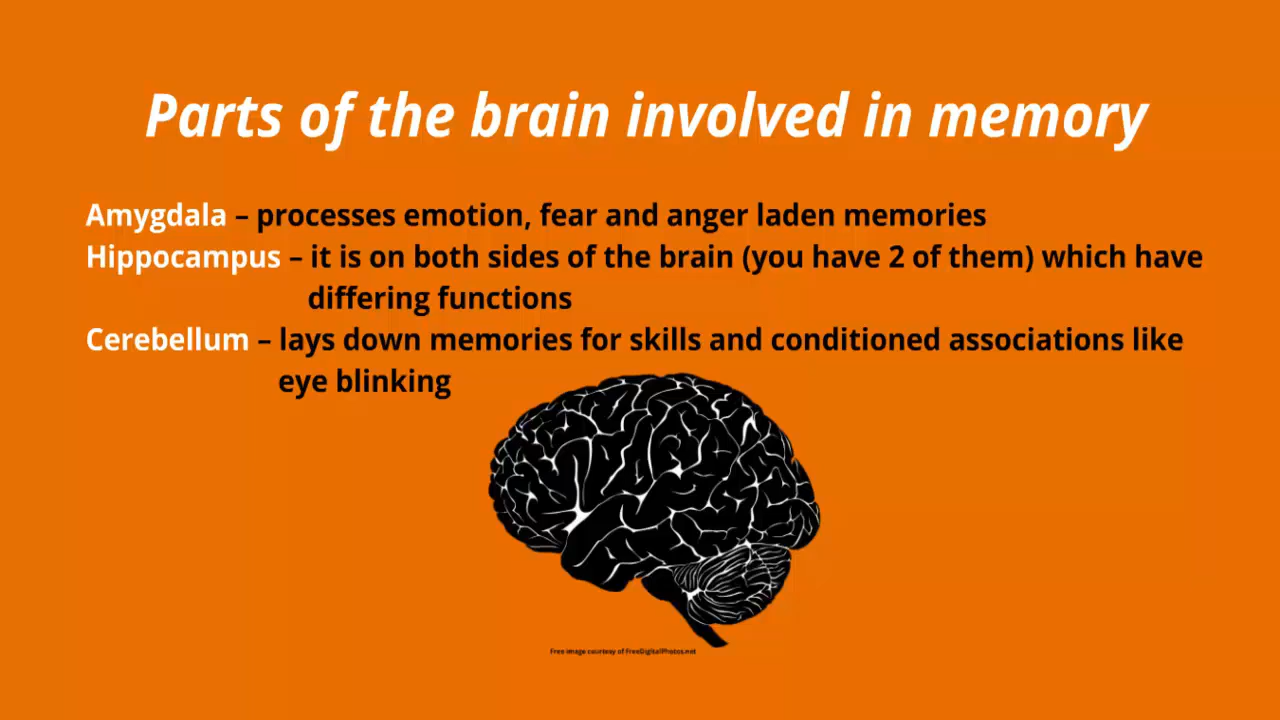 Parts of the brain involved in memory
Amygdala – processes emotion, fear and anger laden memories
Hippocampus – it is on both sides of the brain (you have 2 of them) which have
differing functions
Cerebellum – lays down memories for skills and conditioned associations like
eye blinking
Free image courtesy of FreeDigitalPhotos.net